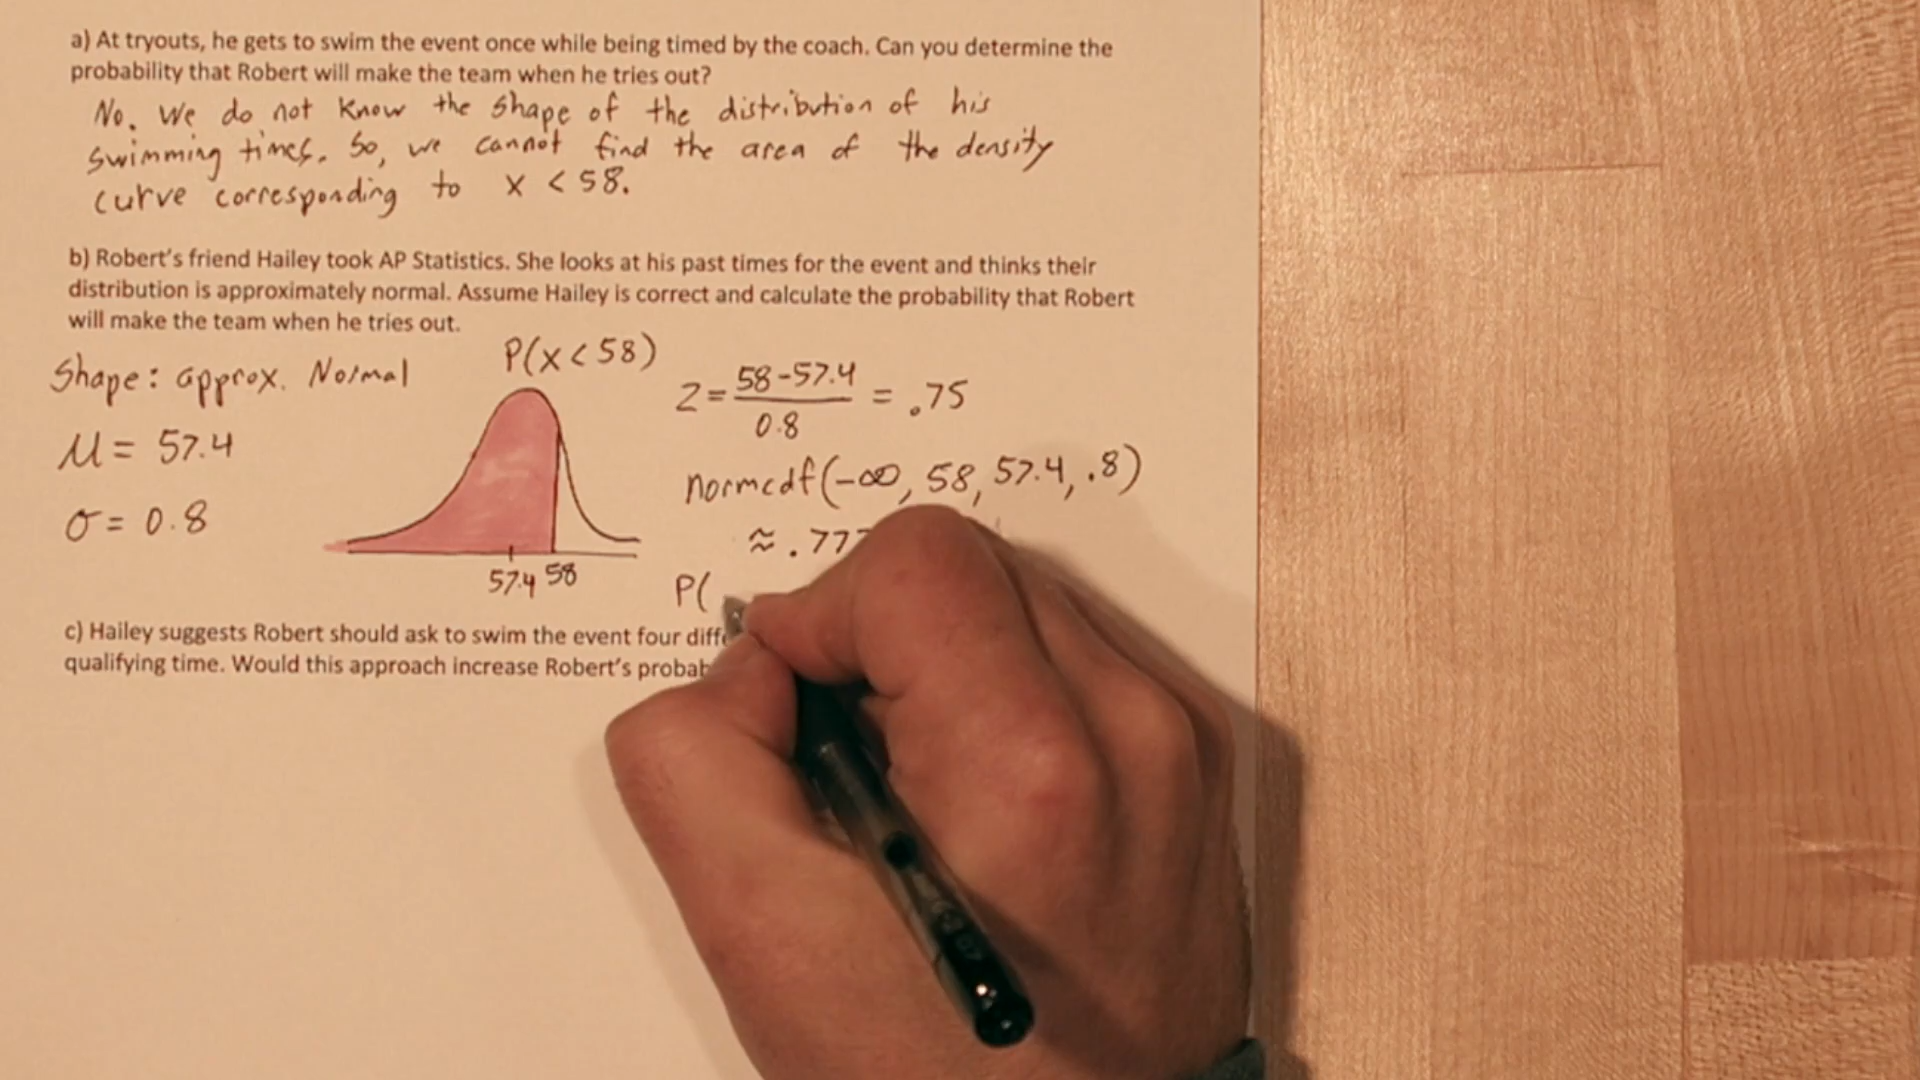 a) At tryouts, he gets to swim the event once while being timed by the coach. Can you determine the
probability that Robert will make the team when he tries out?
No. We do not know the shape of the distribution of his
swimming times. So, we cannot find the area of the density
curve corresponding to x < 58.
b) Robert's friend Hailey took AP Statistics. She looks at his past times for the event and thinks their
distribution is approximately normal. Assume Hailey is correct and calculate the probability that Robert
will make the team when he tries out.
Shape: approx. Normal
μ = 57.4
σ = 0.8
P(x < 58)
57.4 58
Z = 58-57.4 / 0.8 = .75
normcdf(-∞, 58, 57.4, .8)
≈ .77
P(
c) Hailey suggests Robert should ask to swim the event four
qualifying time. Would this approach increase Robert's